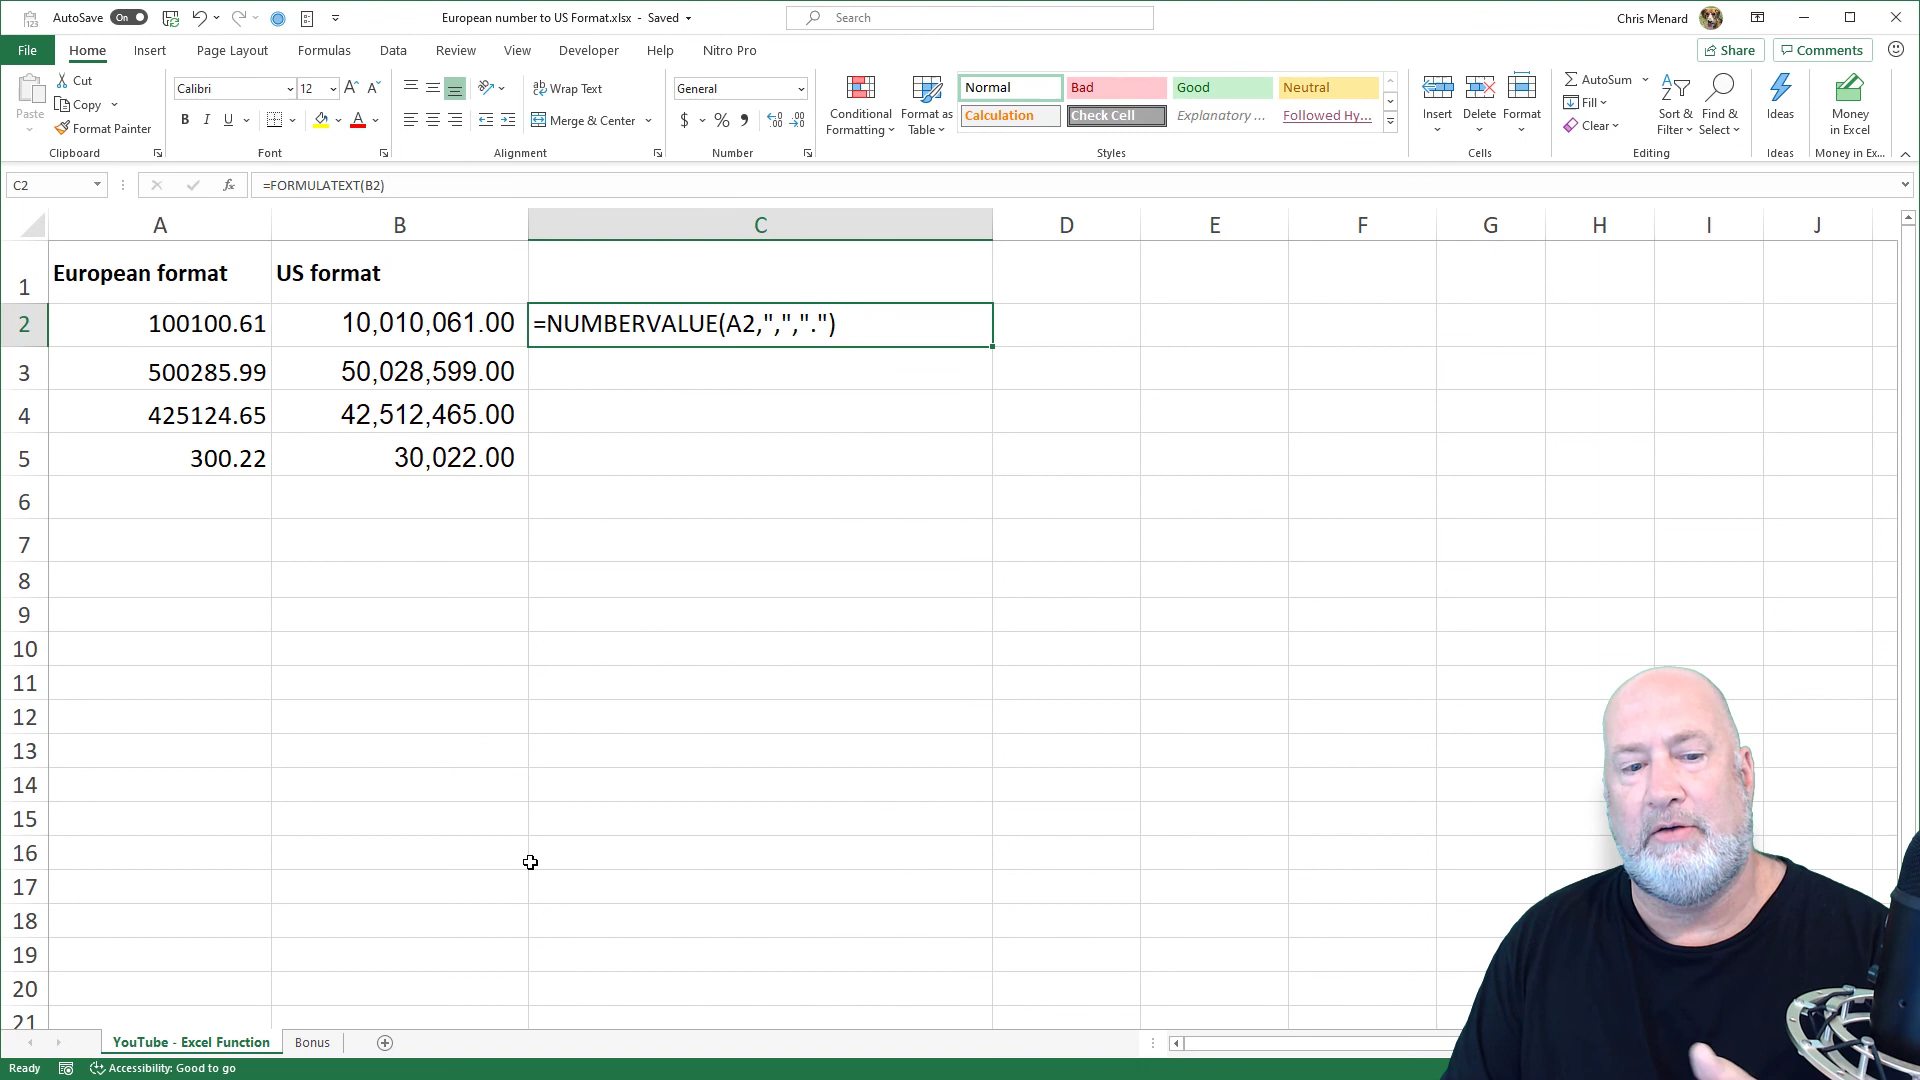 AutoSave On European number to US Format.xlsx - Saved Search Chris Menard
File Home Insert Page Layout Formulas Data Review View Developer Help Nitro Pro Share Comments
Paste Cut Copy Format Painter Clipboard
Calibri 12 B I U Font
Wrap Text Merge & Center Alignment
General $ % Number
Conditional Formatting Format as Table
Normal Bad Good Neutral
Calculation Check Cell Explanatory ... Followed Hy...
Styles
Insert Delete Format Cells
AutoSum Fill Clear Sort & Filter Find & Select Editing
Ideas Ideas
Money in Excel Money in Ex...
C2 fx =FORMULATEXT(B2)
A B C D E F G H I J
1 European format US format
2 100100.61 10,010,061.00 =NUMBERVALUE(A2,",",".")
3 500285.99 50,028,599.00
4 425124.65 42,512,465.00
5 300.22 30,022.00
6
7
8
9
10
11
12
13
14
15
16
17
18
19
20
21
YouTube - Excel Function Bonus
Ready Accessibility: Good to go